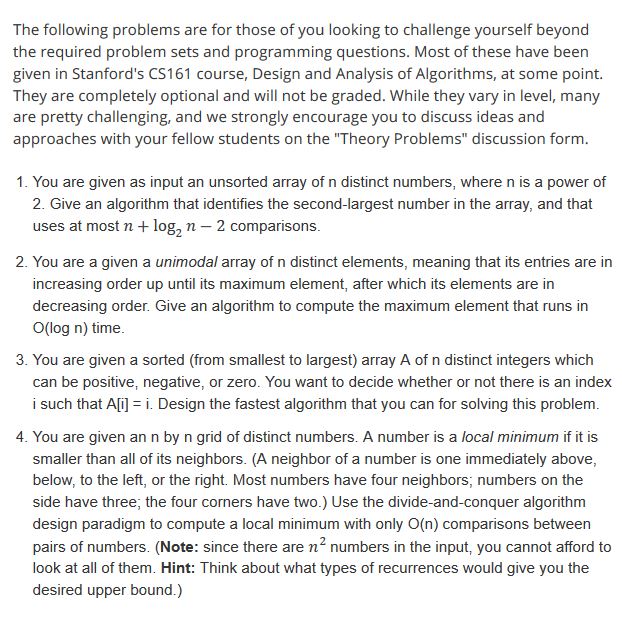 The following problems are for those of you looking to challenge yourself beyond
the required problem sets and programming questions. Most of these have been
given in Stanford's CS161 course, Design and Analysis of Algorithms, at some point.
They are completely optional and will not be graded. While they vary in level, many
are pretty challenging, and we strongly encourage you to discuss ideas and
approaches with your fellow students on the "Theory Problems" discussion form.
1. You are given as input an unsorted array of n distinct numbers, where n is a power of
2. Give an algorithm that identifies the second-largest number in the array, and that
uses at most n + log₂ n − 2 comparisons.
2. You are a given a unimodal array of n distinct elements, meaning that its entries are in
increasing order up until its maximum element, after which its elements are in
decreasing order. Give an algorithm to compute the maximum element that runs in
O(log n) time.
3. You are given a sorted (from smallest to largest) array A of n distinct integers which
can be positive, negative, or zero. You want to decide whether or not there is an index
i such that A[i] = i. Design the fastest algorithm that you can for solving this problem.
4. You are given an n by n grid of distinct numbers. A number is a local minimum if it is
smaller than all of its neighbors. (A neighbor of a number is one immediately above,
below, to the left, or the right. Most numbers have four neighbors; numbers on the
side have three; the four corners have two.) Use the divide-and-conquer algorithm
design paradigm to compute a local minimum with only O(n) comparisons between
pairs of numbers. (Note: since there are n² numbers in the input, you cannot afford to
look at all of them. Hint: Think about what types of recurrences would give you the
desired upper bound.)